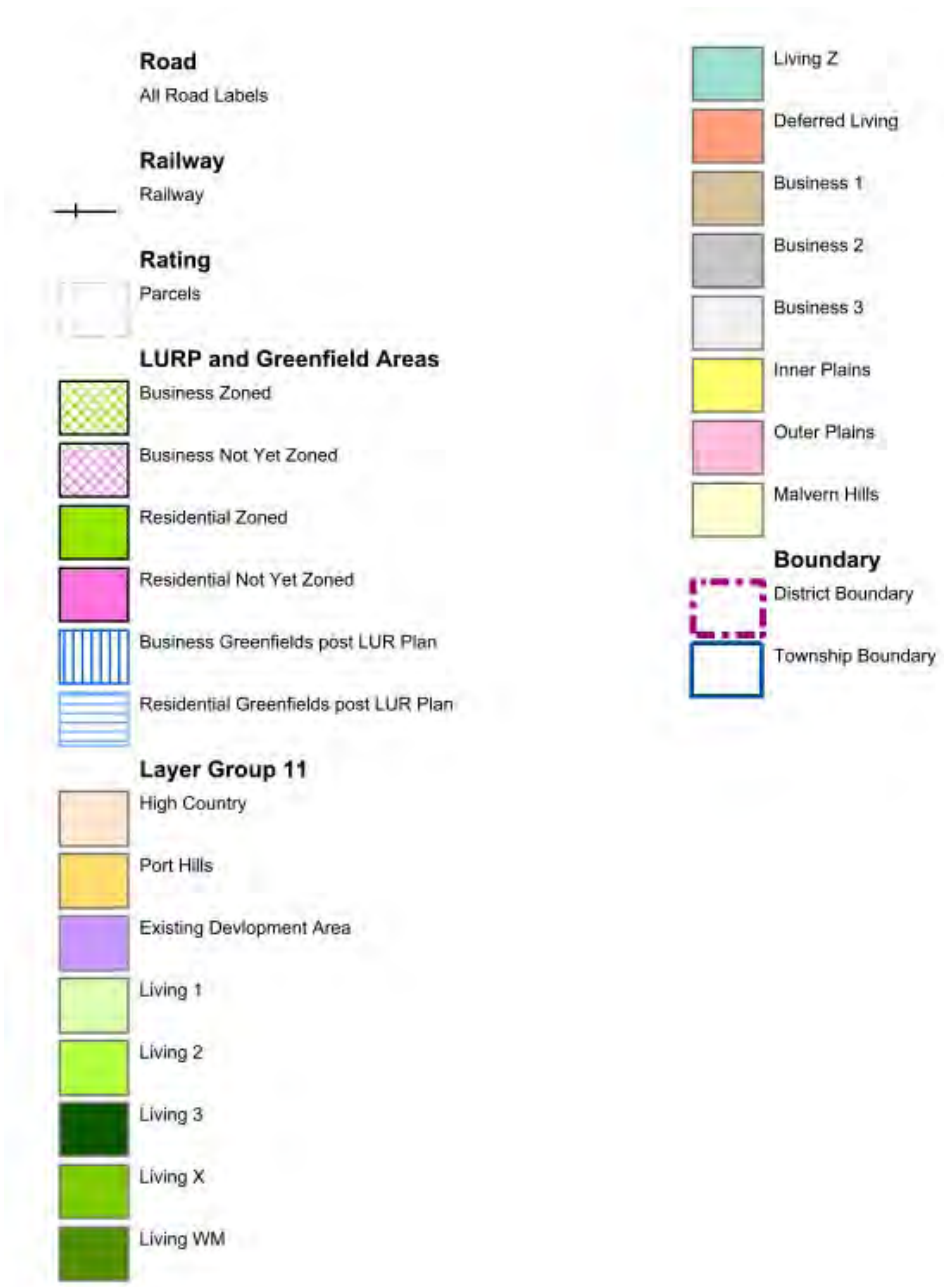 Road
All Road Labels
Railway
Railway
Rating
Parcels
LURP and Greenfield Areas
Business Zoned
Business Not Yet Zoned
Residential Zoned
Residential Not Yet Zoned
Business Greenfields post LUR Plan
Residential Greenfields post LUR Plan
Layer Group 11
High Country
Port Hills
Existing Devlopment Area
Living 1
Living 2
Living 3
Living X
Living WM
Living Z
Deferred Living
Business 1
Business 2
Business 3
Inner Plains
Outer Plains
Malvern Hills
Boundary
District Boundary
Township Boundary